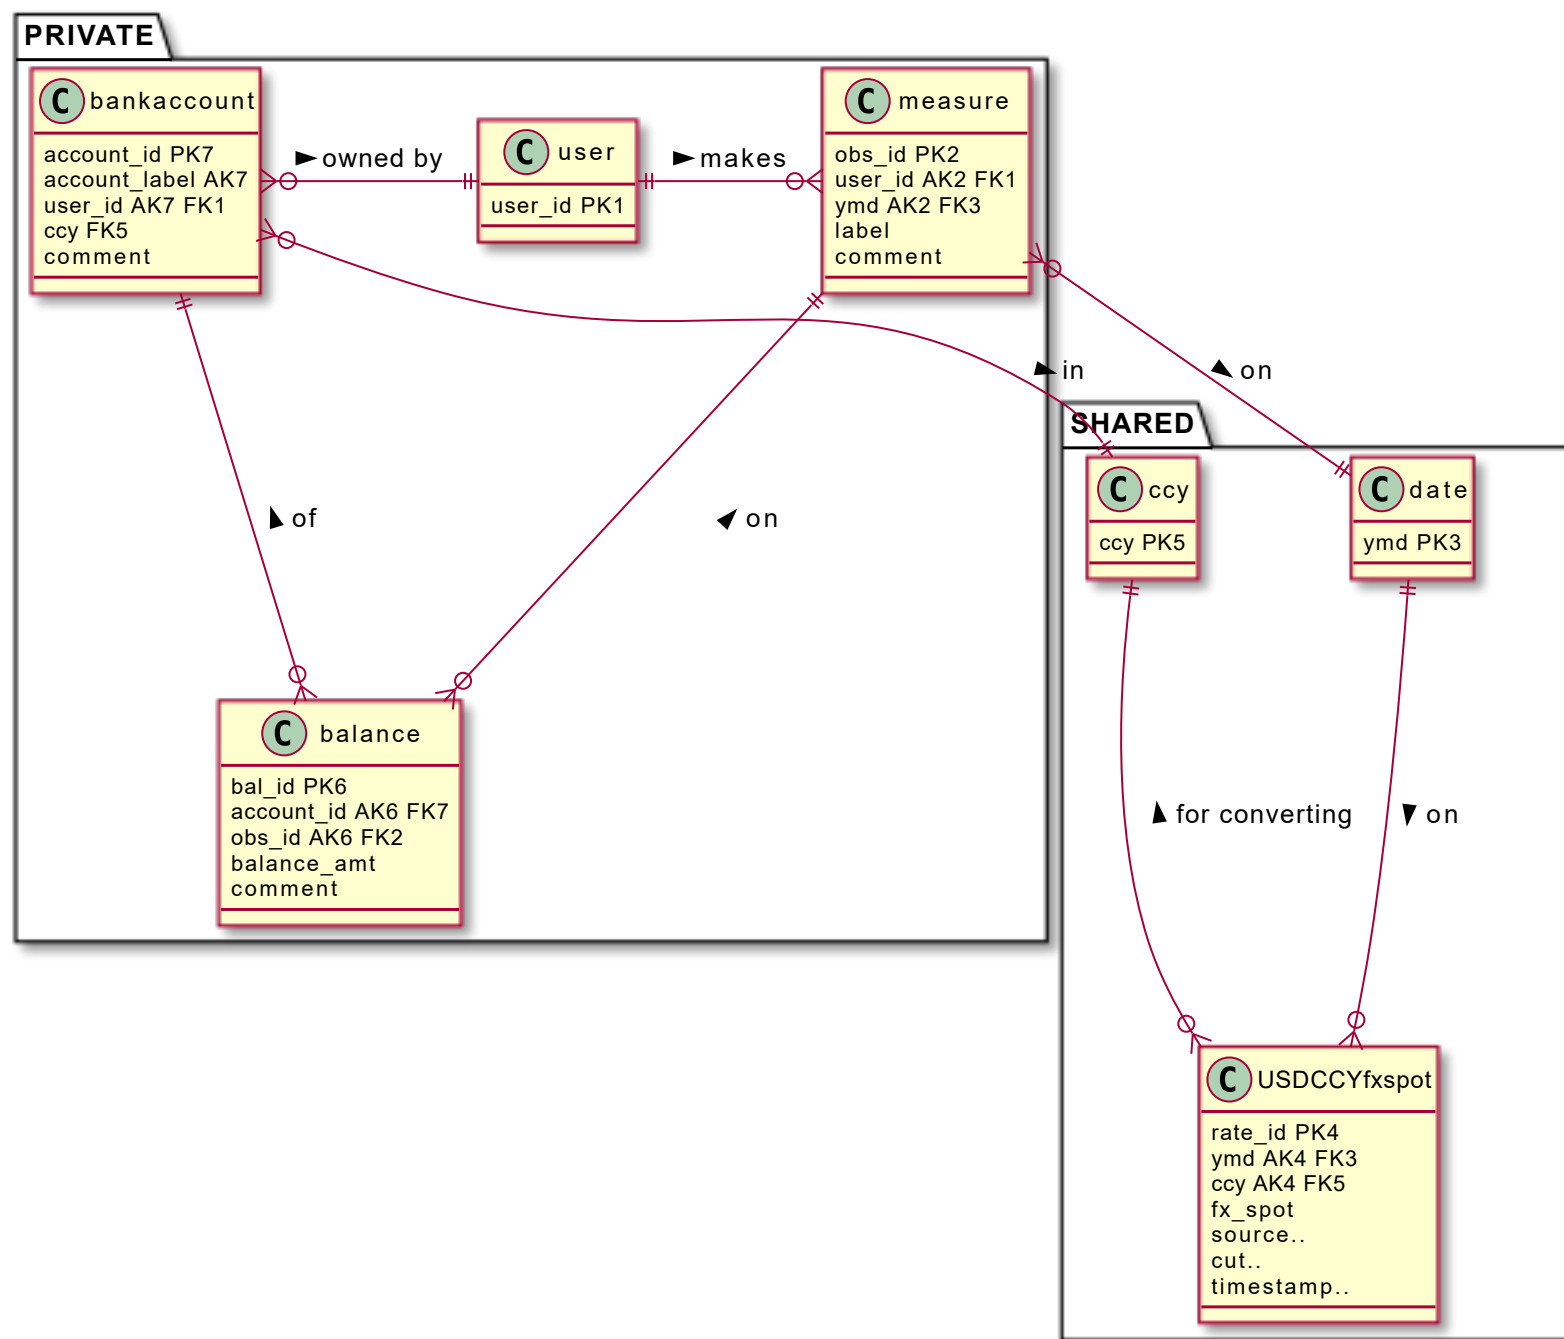 PRIVATE
C bankaccount
account_id PK7
account_label AK7
user_id AK7 FK1
ccy FK5
comment
owned by
C user
user_id PK1
makes
C measure
obs_id PK2
user_id AK2 FK1
ymd AK2 FK3
label
comment
in
on
SHARED
C ccy
ccy PK5
C date
ymd PK3
of
on
C balance
bal_id PK6
account_id AK6 FK7
obs_id AK6 FK2
balance_amt
comment
for converting
on
C USDCCYfxspot
rate_id PK4
ymd AK4 FK3
ccy AK4 FK5
fx_spot
source..
cut..
timestamp..